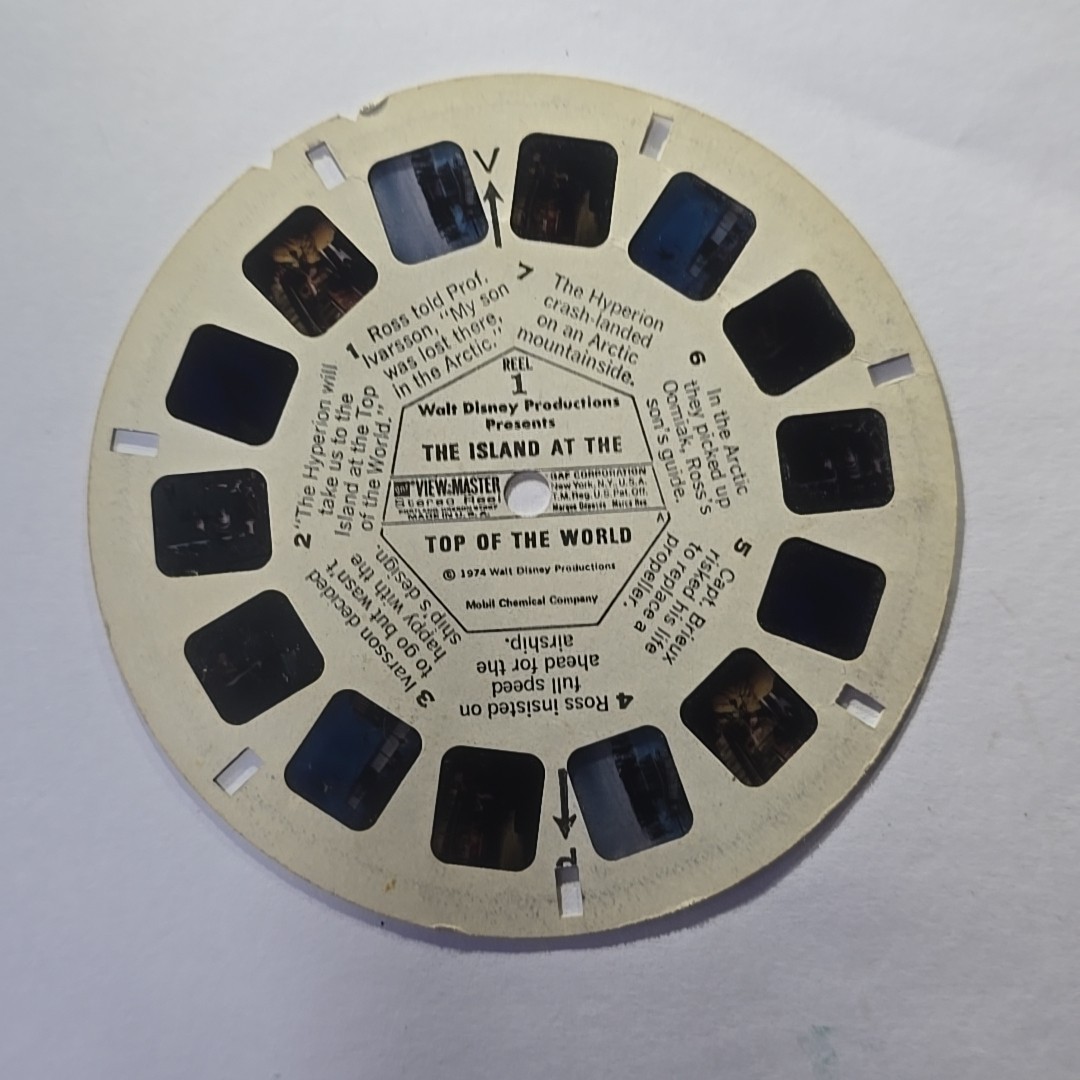 REEL
1
Walt Disney Productions
Presents
THE ISLAND AT THE
VIEW-MASTER
Stereo Reel
MADE IN U.S.A.
GAF CORPORATION
New York, N.Y., U.S.A.
T.M. Reg. U.S. Pat. Off.
Marque Déposée Marca Reg.
TOP OF THE WORLD
© 1974 Walt Disney Productions
Mobil Chemical Company
1 Ross told Prof.
Ivarsson, "My son
was lost there,
in the Arctic."
2 "The Hyperion will
take us to the
Island at the Top
of the World."
3 Ivarsson decided
to go but wasn't
happy with the
ship's design.
4 Ross insisted on
full speed
ahead for the
airship.
5 Capt. Brieux
risked his life
to replace a
propeller.
6 In the Arctic
they picked up
Oomiak, Ross's
son's guide.
7 The Hyperion
crash-landed
on an Arctic
mountainside.